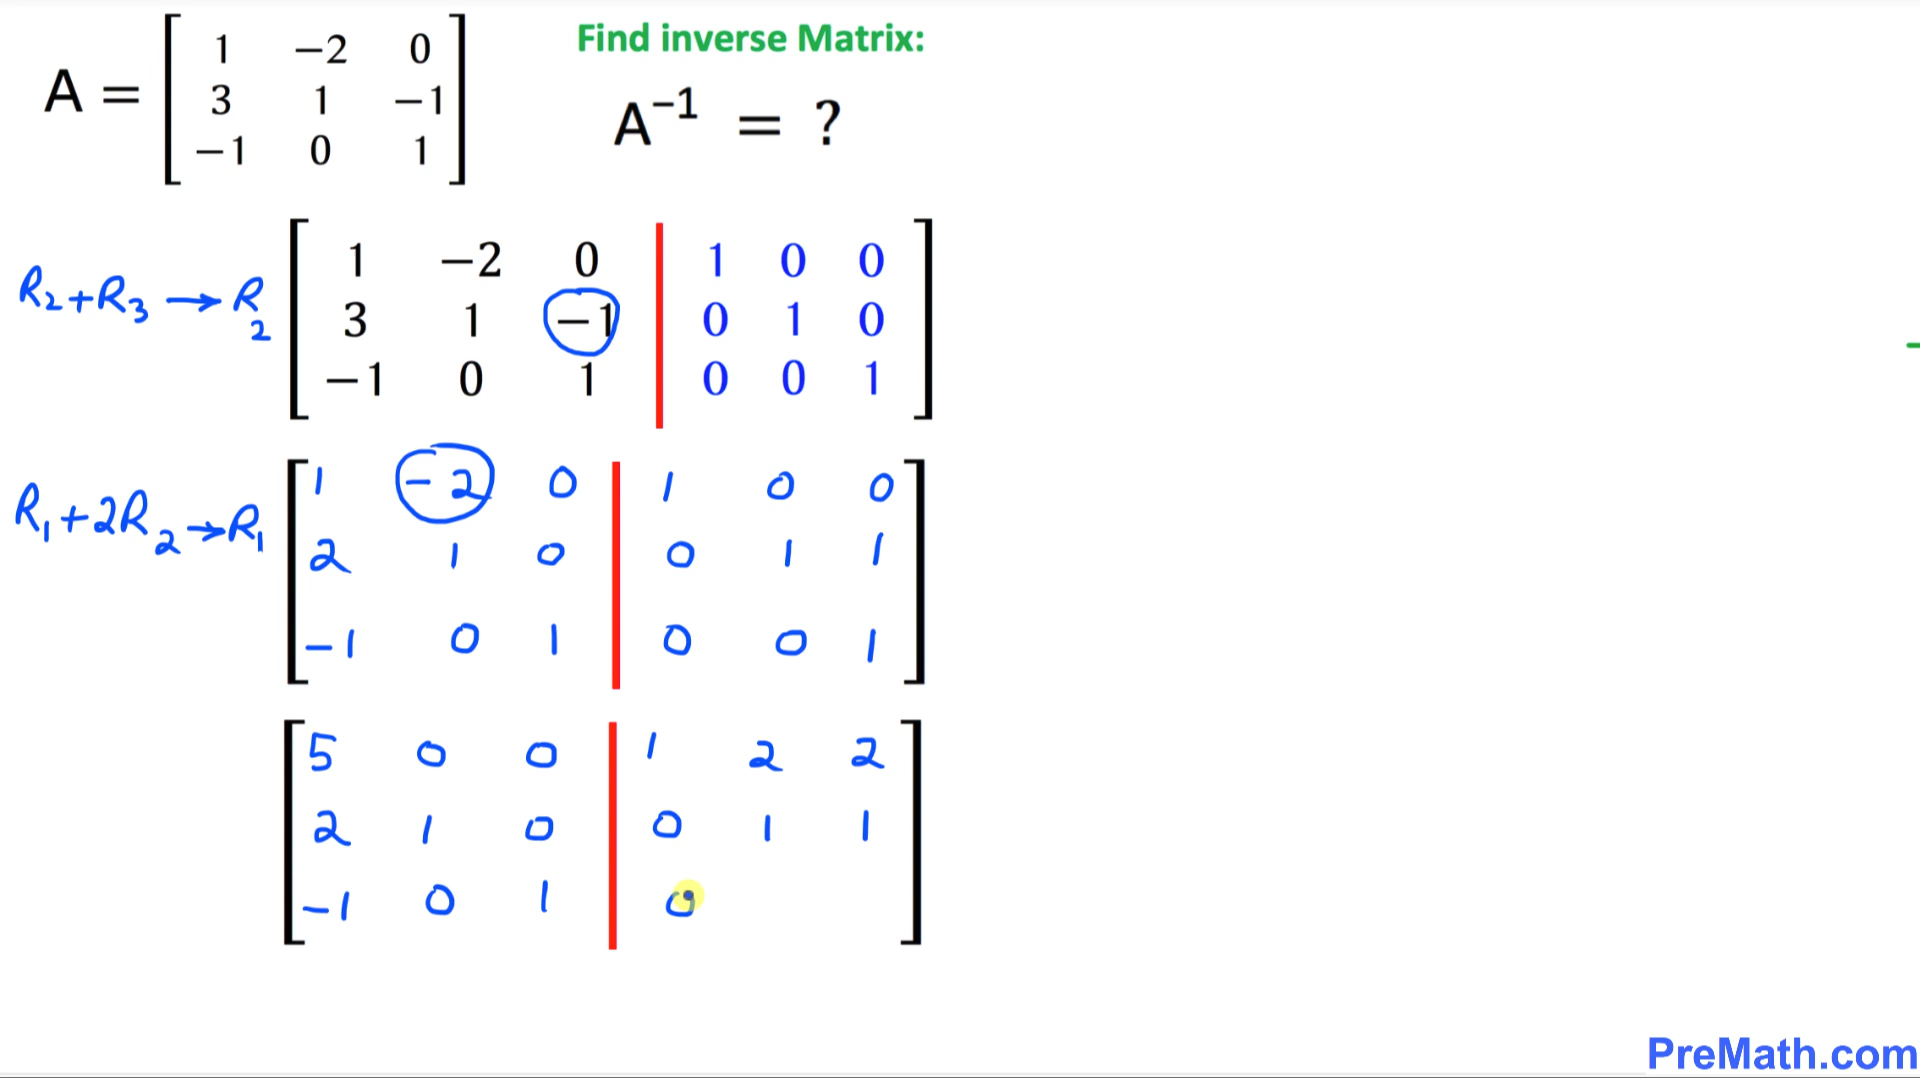 Find inverse Matrix:
A = [ 1 −2 0
3 1 −1
−1 0 1 ]
A⁻¹ = ?
R₂+R₃ → R₂
[ 1 −2 0 | 1 0 0
3 1 −1 | 0 1 0
−1 0 1 | 0 0 1 ]
R₁+2R₂ → R₁
[ 1 −2 0 | 1 0 0
2 1 0 | 0 1 1
−1 0 1 | 0 0 1 ]
[ 5 0 0 | 1 2 2
2 1 0 | 0 1 1
−1 0 1 | 0 ]
PreMath.com